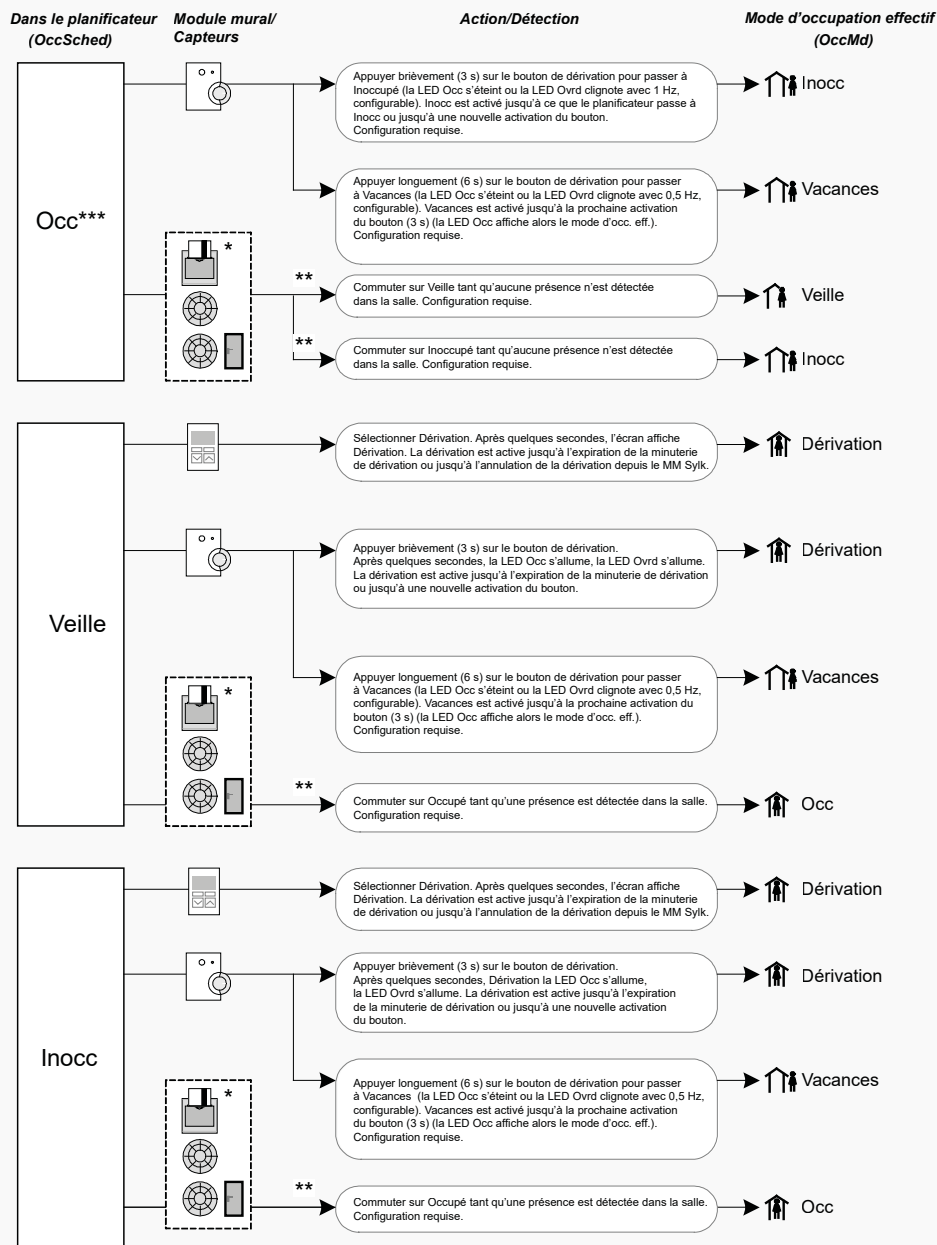 Dans le planificateur
(OccSched)
Module mural/
Capteurs
Action/Détection
Mode d'occupation effectif
(OccMd)
Occ***
Appuyer brièvement (3 s) sur le bouton de dérivation pour passer à
Inoccupé (la LED Occ s'éteint ou la LED Ovrd clignote avec 1 Hz,
configurable). Inocc est activé jusqu'à ce que le planificateur passe à
Inocc ou jusqu'à une nouvelle activation du bouton.
Configuration requise.
Inocc
Appuyer longuement (6 s) sur le bouton de dérivation pour passer
à Vacances (la LED Occ s'éteint ou la LED Ovrd clignote avec 0,5 Hz,
configurable). Vacances est activé jusqu'à la prochaine activation
du bouton (3 s) (la LED Occ affiche alors le mode d'occ. eff.).
Configuration requise.
Vacances
*
**
Commuter sur Veille tant qu'aucune présence n'est détectée
dans la salle. Configuration requise.
Veille
**
Commuter sur Inoccupé tant qu'aucune présence n'est détectée
dans la salle. Configuration requise.
Inocc
Veille
Sélectionner Dérivation. Après quelques secondes, l'écran affiche
Dérivation. La dérivation est active jusqu'à l'expiration de la minuterie
de dérivation ou jusqu'à l'annulation de la dérivation depuis le MM Sylk.
Dérivation
Appuyer brièvement (3 s) sur le bouton de dérivation.
Après quelques secondes, la LED Occ s'allume, la LED Ovrd s'allume.
La dérivation est active jusqu'à l'expiration de la minuterie de dérivation
ou jusqu'à une nouvelle activation du bouton.
Dérivation
Appuyer longuement (6 s) sur le bouton de dérivation pour passer
à Vacances (la LED Occ s'éteint ou la LED Ovrd clignote avec 0,5 Hz,
configurable). Vacances est activé jusqu'à la prochaine activation du
bouton (3 s) (la LED Occ affiche alors le mode d'occ. eff.).
Configuration requise.
Vacances
*
**
Commuter sur Occupé tant qu'une présence est détectée dans la salle.
Configuration requise.
Occ
Inocc
Sélectionner Dérivation. Après quelques secondes, l'écran affiche
Dérivation. La dérivation est active jusqu'à l'expiration de la minuterie
de dérivation ou jusqu'à l'annulation de la dérivation depuis le MM Sylk.
Dérivation
Appuyer brièvement (3 s) sur le bouton de dérivation.
Après quelques secondes, Dérivation la LED Occ s'allume,
la LED Ovrd s'allume. La dérivation est active jusqu'à l'expiration
de la minuterie de dérivation ou jusqu'à une nouvelle activation
du bouton.
Dérivation
Appuyer longuement (6 s) sur le bouton de dérivation pour passer
à Vacances (la LED Occ s'éteint ou la LED Ovrd clignote avec 0,5 Hz,
configurable). Vacances est activé jusqu'à la prochaine activation
du bouton (3 s) (la LED Occ affiche alors le mode d'occ. eff.).
Configuration requise.
Vacances
*
**
Commuter sur Occupé tant qu'une présence est détectée dans la salle.
Configuration requise.
Occ